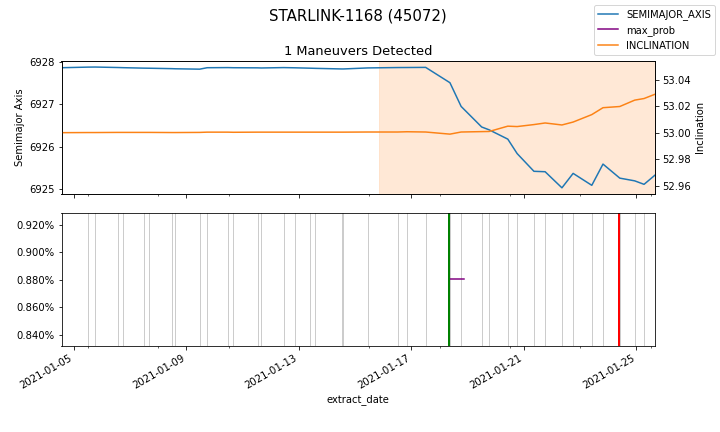 STARLINK-1168 (45072)
SEMIMAJOR_AXIS
max_prob
INCLINATION
1 Maneuvers Detected
Semimajor Axis
6928
6927
6926
6925
53.04
53.02
53.00
52.98
52.96
Inclination
0.920%
0.900%
0.880%
0.860%
0.840%
2021-01-05
2021-01-09
2021-01-13
2021-01-17
2021-01-21
2021-01-25
extract_date